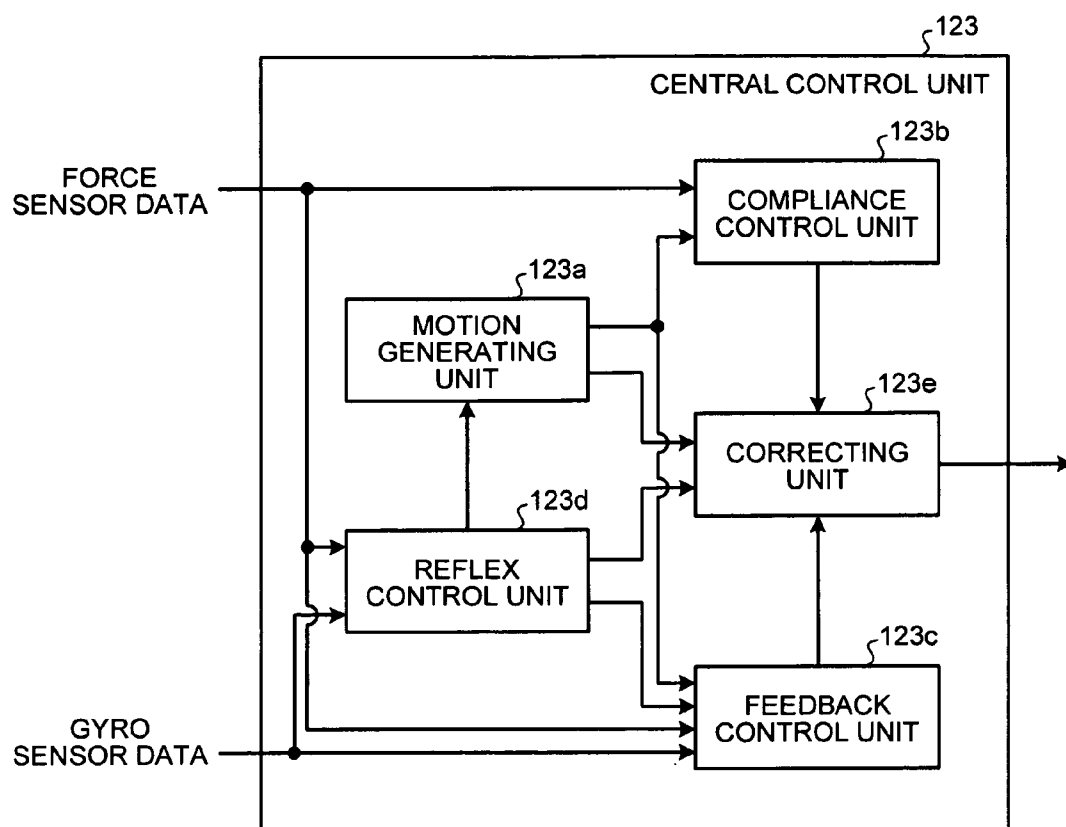 123
CENTRAL CONTROL UNIT
123b
FORCE
SENSOR DATA
COMPLIANCE
CONTROL UNIT
123a
MOTION
GENERATING
UNIT
123e
CORRECTING
UNIT
123d
REFLEX
CONTROL UNIT
123c
GYRO
SENSOR DATA
FEEDBACK
CONTROL UNIT